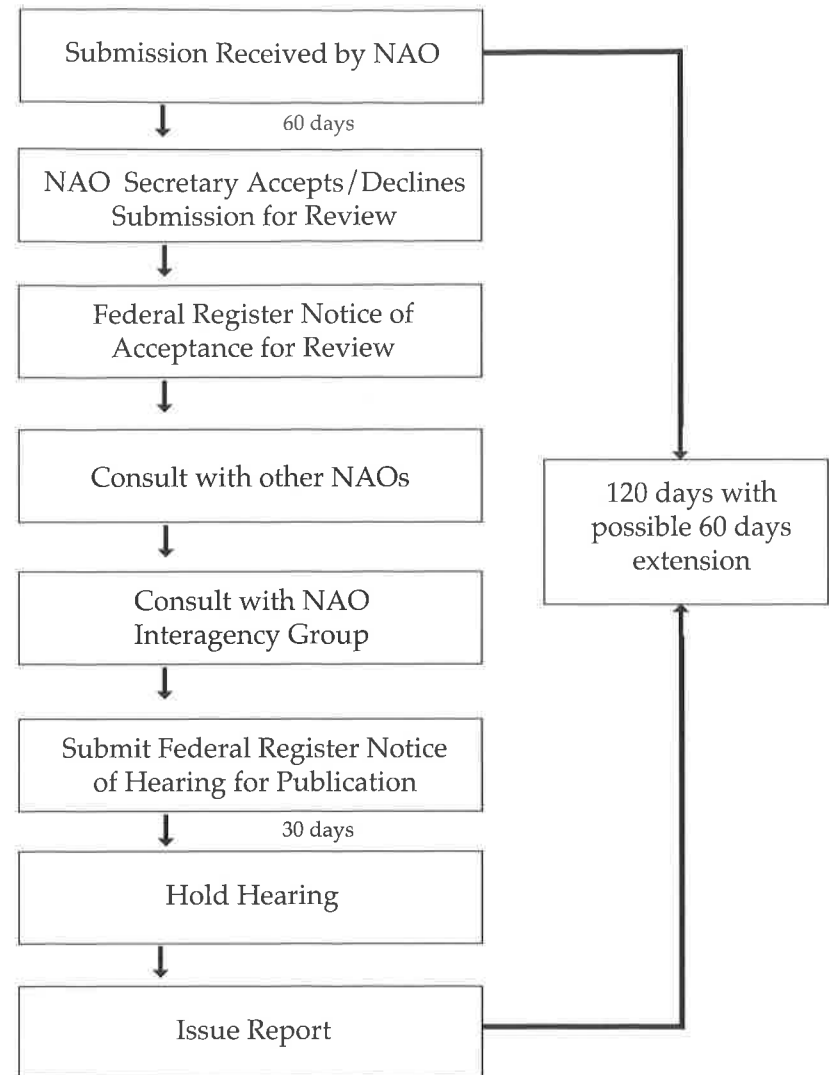 Submission Received by NAO
60 days
NAO Secretary Accepts/Declines
Submission for Review
Federal Register Notice of
Acceptance for Review
Consult with other NAOs
Consult with NAO
Interagency Group
Submit Federal Register Notice
of Hearing for Publication
30 days
Hold Hearing
Issue Report
120 days with
possible 60 days
extension